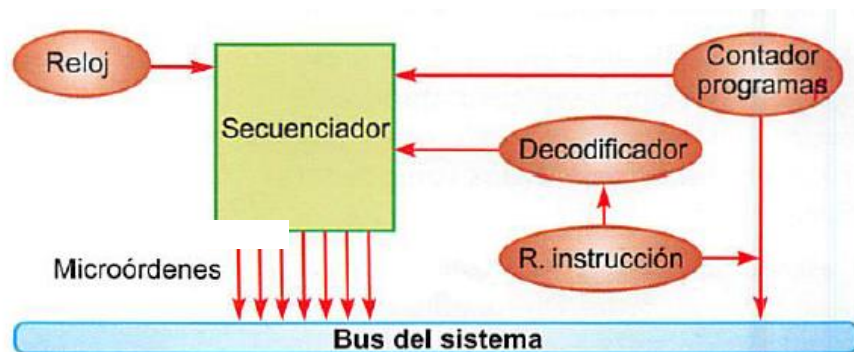 Reloj
Contador
programas
Secuenciador
Decodificador
R. instrucción
Microórdenes
Bus del sistema